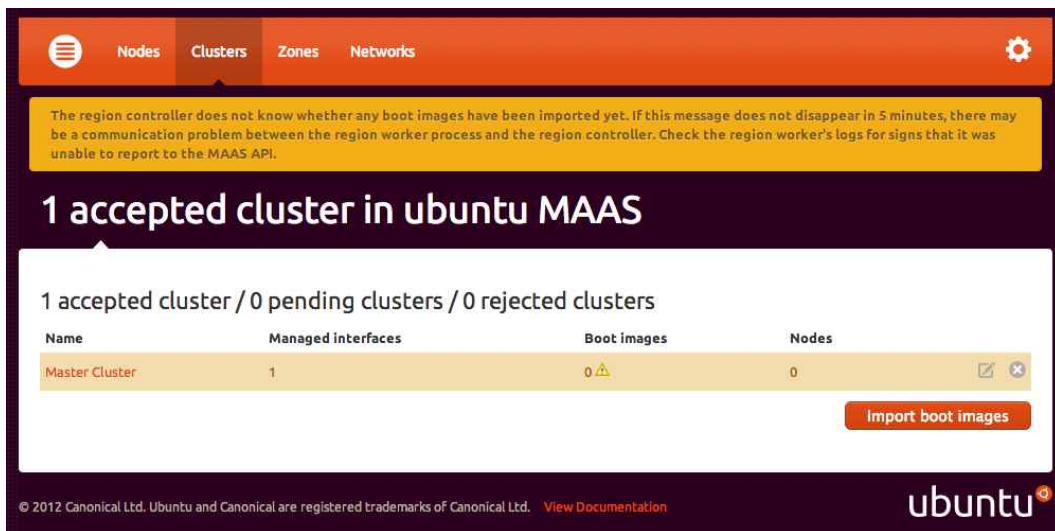 Nodes Clusters Zones Networks
The region controller does not know whether any boot images have been imported yet. If this message does not disappear in 5 minutes, there may
be a communication problem between the region worker process and the region controller. Check the region worker's logs for signs that it was
unable to report to the MAAS API.
1 accepted cluster in ubuntu MAAS
1 accepted cluster / 0 pending clusters / 0 rejected clusters
Name Managed interfaces Boot images Nodes
Master Cluster 1 0 0
Import boot images
© 2012 Canonical Ltd. Ubuntu and Canonical are registered trademarks of Canonical Ltd. View Documentation
ubuntu